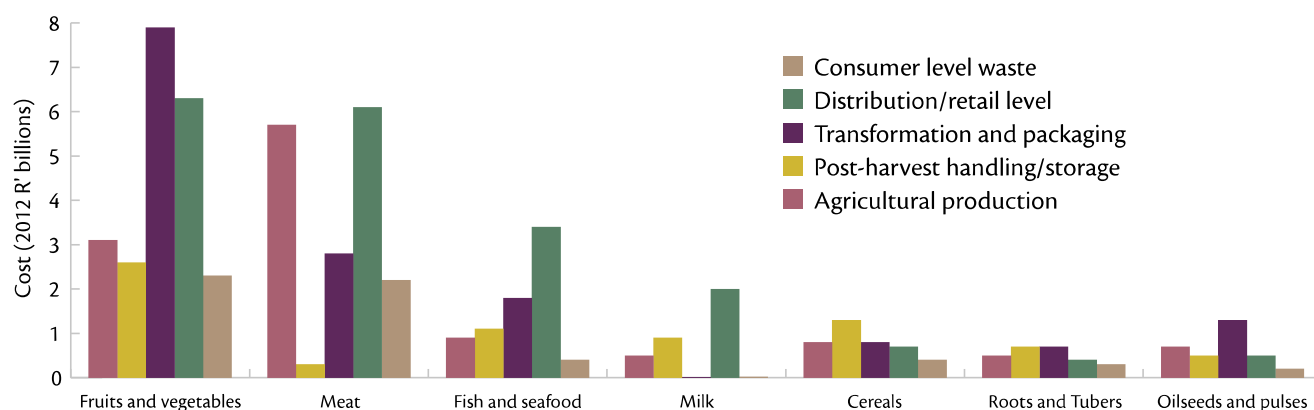 8
7
6
5
4
3
2
1
0
Cost (2012 R' billions)
Consumer level waste
Distribution/retail level
Transformation and packaging
Post-harvest handling/storage
Agricultural production
Fruits and vegetables
Meat
Fish and seafood
Milk
Cereals
Roots and Tubers
Oilseeds and pulses